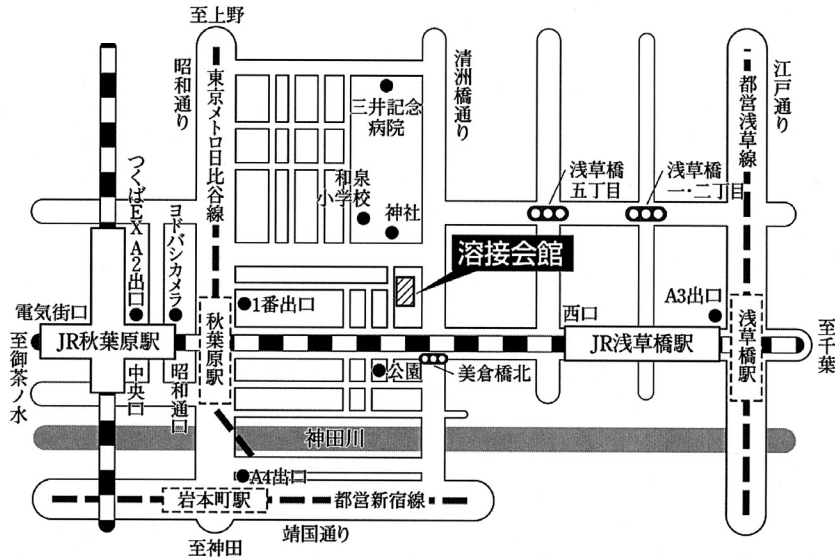 至上野
昭和通り
東京メトロ日比谷線
三井記念
病院
清洲橋通り
都営浅草線
江戸通り
つくばEX A2出口
ヨドバシカメラ
和泉
小学校
神社
浅草橋
五丁目
浅草橋
一・二丁目
溶接会館
電気街口
1番出口
西口
A3出口
至御茶ノ水
JR秋葉原駅
秋葉原駅
JR浅草橋駅
浅草橋駅
至千葉
中央口
昭和通口
公園
美倉橋北
神田川
A4出口
岩本町駅
都営新宿線
靖国通り
至神田